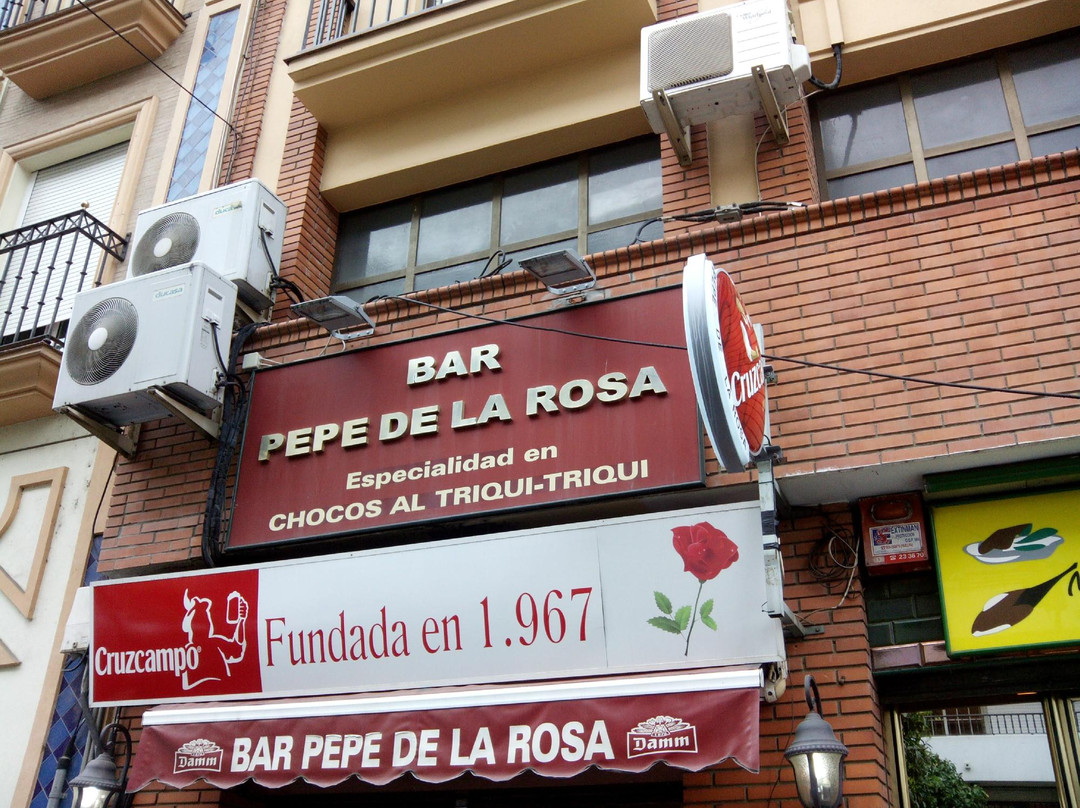 BAR
PEPE DE LA ROSA
Especialidad en
CHOCOS AL TRIQUI-TRIQUI
Cruzcampo
Fundada en 1.967
Damm
BAR PEPE DE LA ROSA
Damm
EXTINMAN